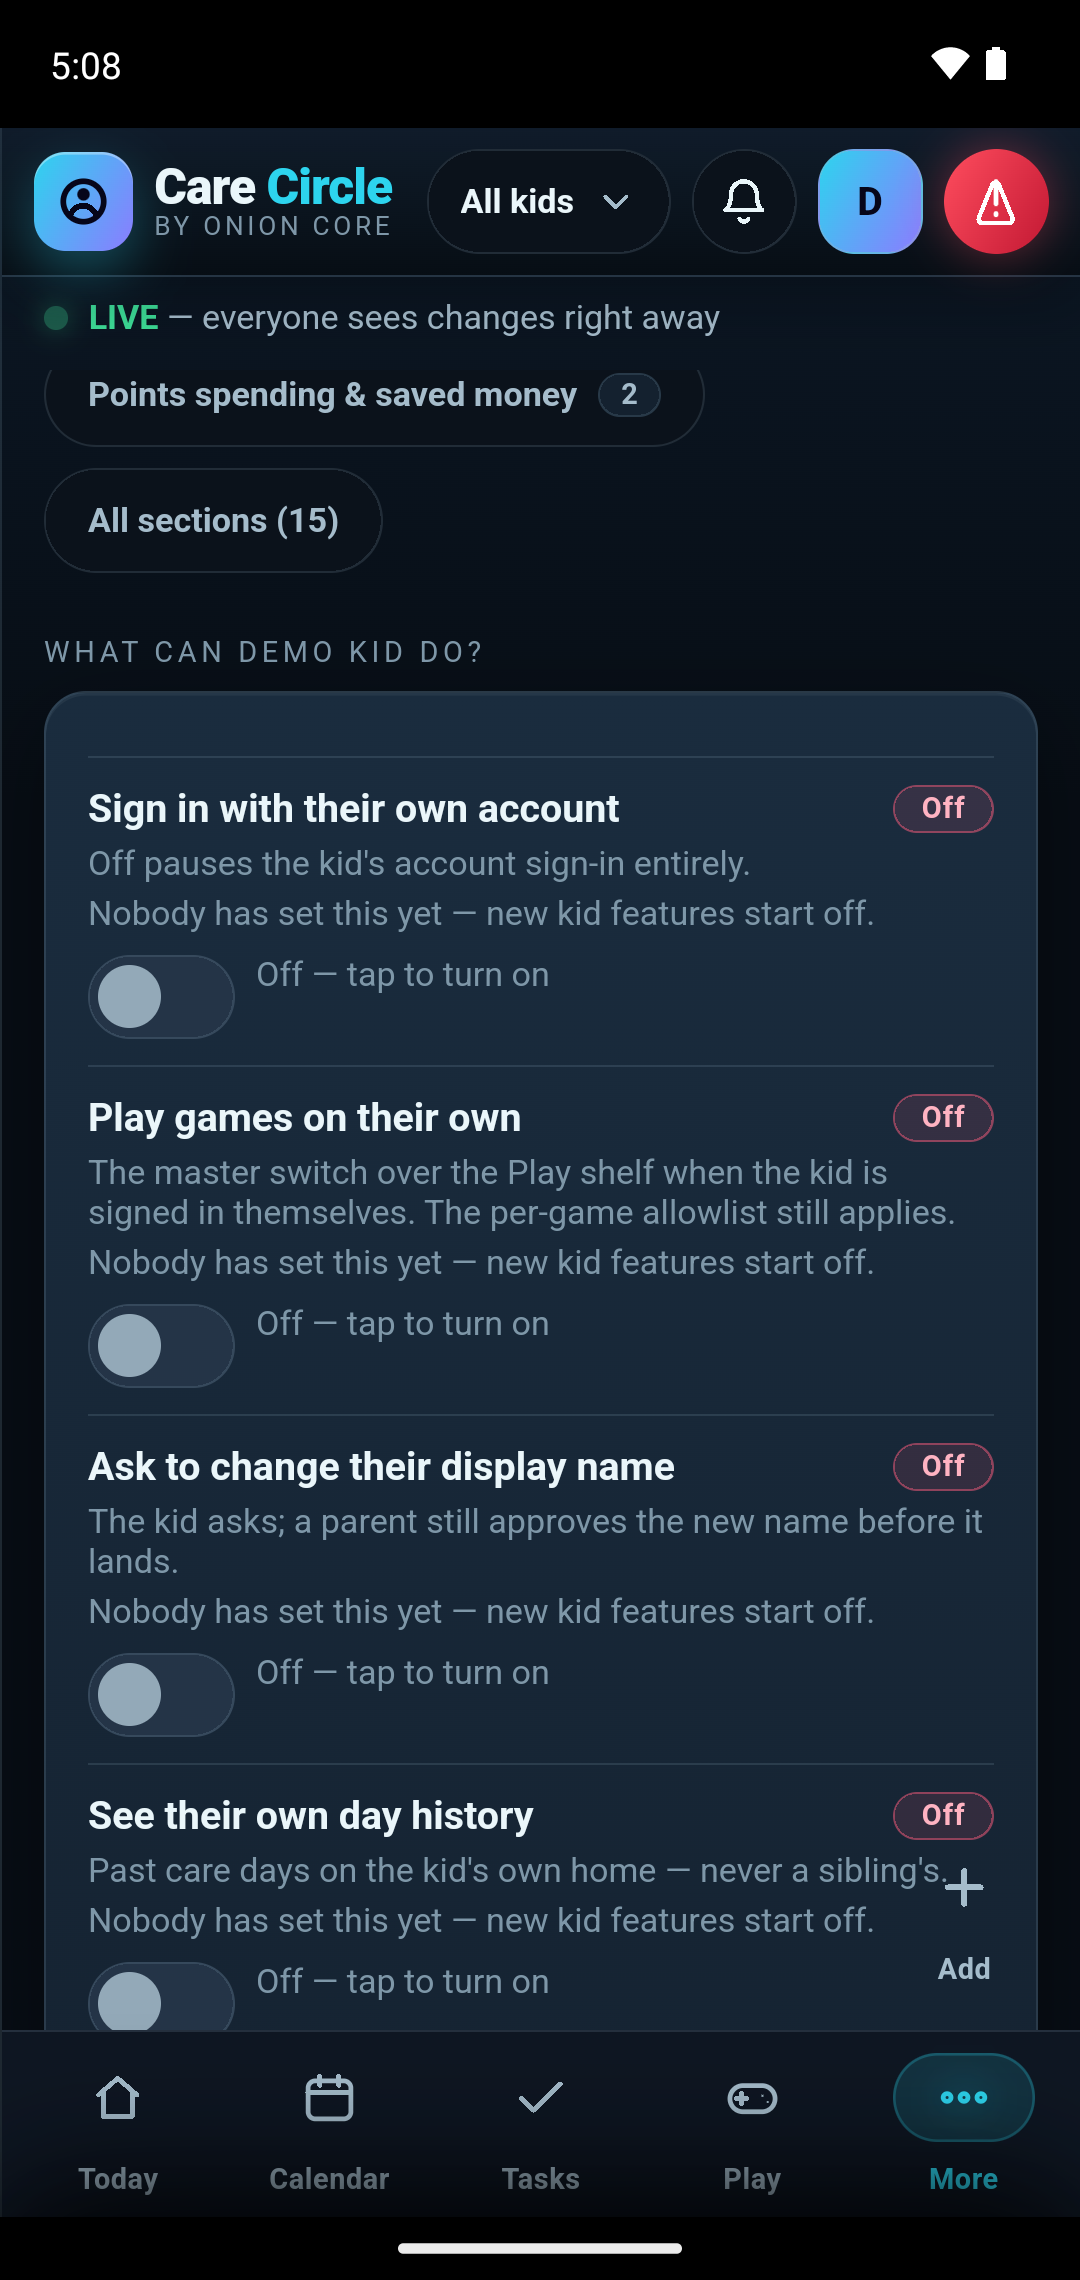 5:08
Care Circle
BY ONION CORE
All kids
D
LIVE — everyone sees changes right away
Points spending & saved money 2
All sections (15)
WHAT CAN DEMO KID DO?
Sign in with their own account Off
Off pauses the kid's account sign-in entirely.
Nobody has set this yet — new kid features start off.
Off — tap to turn on
Play games on their own Off
The master switch over the Play shelf when the kid is
signed in themselves. The per-game allowlist still applies.
Nobody has set this yet — new kid features start off.
Off — tap to turn on
Ask to change their display name Off
The kid asks; a parent still approves the new name before it
lands.
Nobody has set this yet — new kid features start off.
Off — tap to turn on
See their own day history Off
Past care days on the kid's own home — never a sibling's.
Nobody has set this yet — new kid features start off.
Off — tap to turn on
Add
Today Calendar Tasks Play More